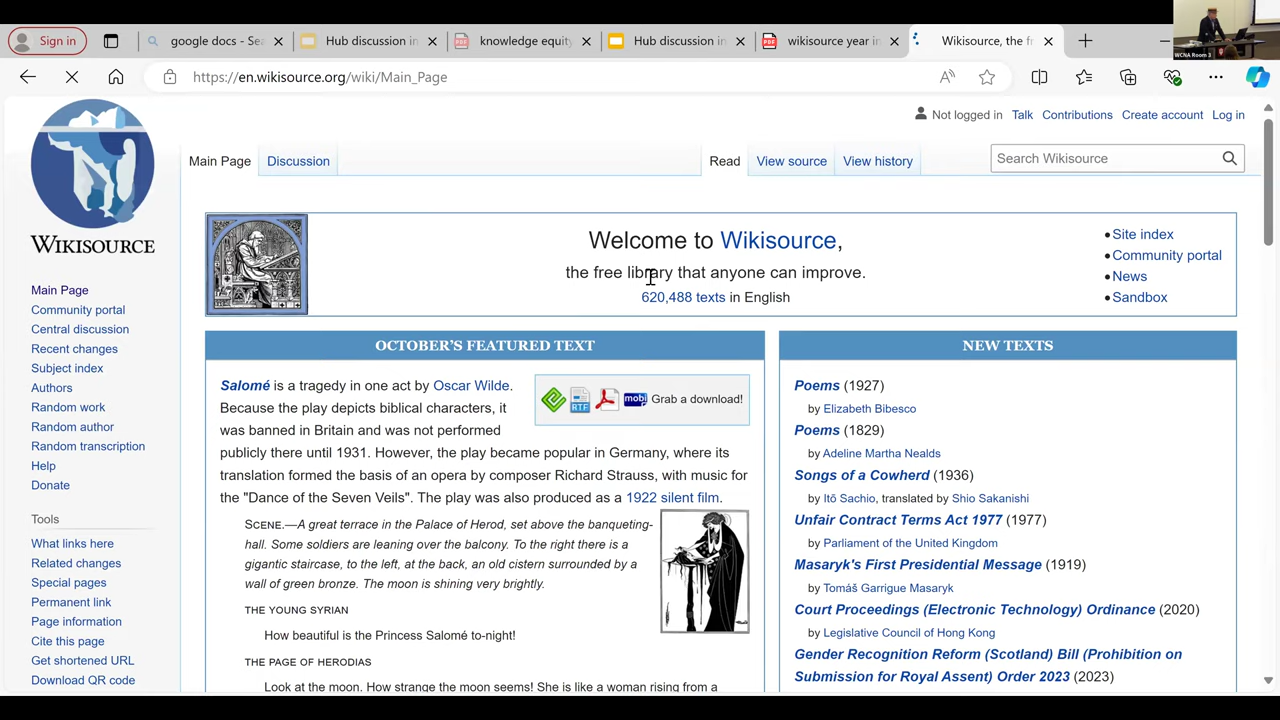 Sign in
google docs - Sea
Hub discussion in
knowledge equity
Hub discussion in
wikisource year in
Wikisource, the fr
WCNA Room 3
https://en.wikisource.org/wiki/Main_Page
Not logged in Talk Contributions Create account Log in
Main Page Discussion Read View source View history
Search Wikisource
WIKISOURCE
Main Page
Community portal
Central discussion
Recent changes
Subject index
Authors
Random work
Random author
Random transcription
Help
Donate
Tools
What links here
Related changes
Special pages
Permanent link
Page information
Cite this page
Get shortened URL
Download QR code
Welcome to Wikisource,
the free library that anyone can improve.
620,488 texts in English
•Site index
•Community portal
•News
•Sandbox
OCTOBER'S FEATURED TEXT
Salomé is a tragedy in one act by Oscar Wilde.
Because the play depicts biblical characters, it
was banned in Britain and was not performed
publicly there until 1931. However, the play became popular in Germany, where its
translation formed the basis of an opera by composer Richard Strauss, with music for
the "Dance of the Seven Veils". The play was also produced as a 1922 silent film.
RTF
mobi
Grab a download!
SCENE.—A great terrace in the Palace of Herod, set above the banqueting-
hall. Some soldiers are leaning over the balcony. To the right there is a
gigantic staircase, to the left, at the back, an old cistern surrounded by a
wall of green bronze. The moon is shining very brightly.
THE YOUNG SYRIAN
How beautiful is the Princess Salomé to-night!
THE PAGE OF HERODIAS
Look at the moon. How strange the moon seems! She is like a woman rising from a
NEW TEXTS
Poems (1927)
by Elizabeth Bibesco
Poems (1829)
by Adeline Martha Nealds
Songs of a Cowherd (1936)
by Itō Sachio, translated by Shio Sakanishi
Unfair Contract Terms Act 1977 (1977)
by Parliament of the United Kingdom
Masaryk's First Presidential Message (1919)
by Tomáš Garrigue Masaryk
Court Proceedings (Electronic Technology) Ordinance (2020)
by Legislative Council of Hong Kong
Gender Recognition Reform (Scotland) Bill (Prohibition on
Submission for Royal Assent) Order 2023 (2023)